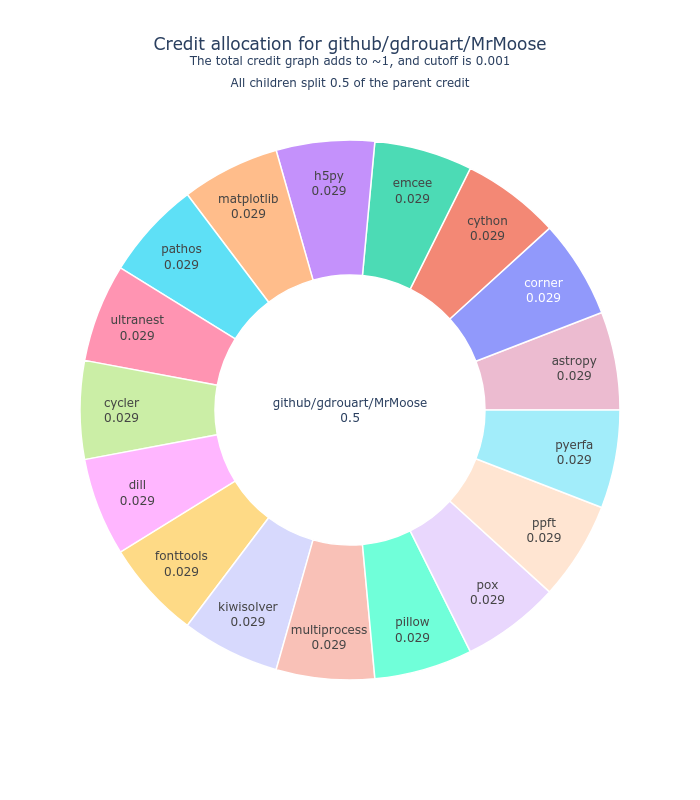 Credit allocation for github/gdrouart/MrMoose
The total credit graph adds to ~1, and cutoff is 0.001
All children split 0.5 of the parent credit
h5py
0.029
emcee
0.029
cython
0.029
corner
0.029
astropy
0.029
pyerfa
0.029
ppft
0.029
pox
0.029
pillow
0.029
multiprocess
0.029
kiwisolver
0.029
fonttools
0.029
dill
0.029
cycler
0.029
ultranest
0.029
pathos
0.029
matplotlib
0.029
github/gdrouart/MrMoose
0.5